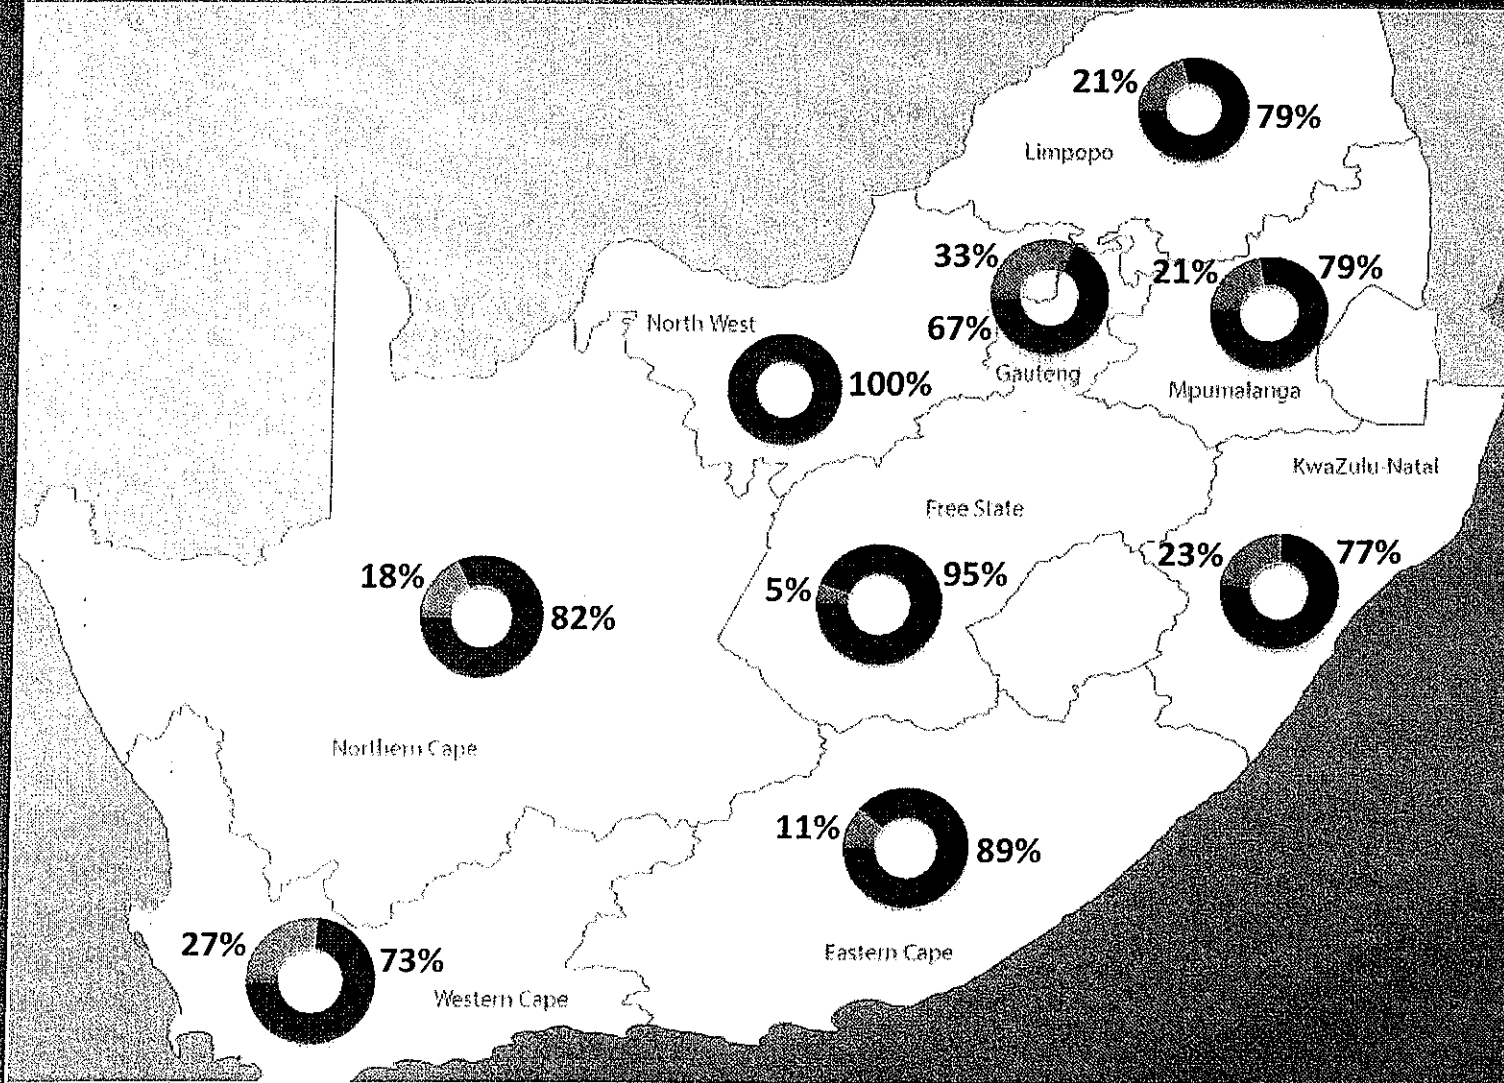 21%
79%
Limpopo
33%
67%
Gauteng
21%
79%
Mpumalanga
North West
100%
KwaZulu-Natal
23%
77%
Free State
5%
95%
18%
82%
Northern Cape
11%
89%
Eastern Cape
27%
73%
Western Cape